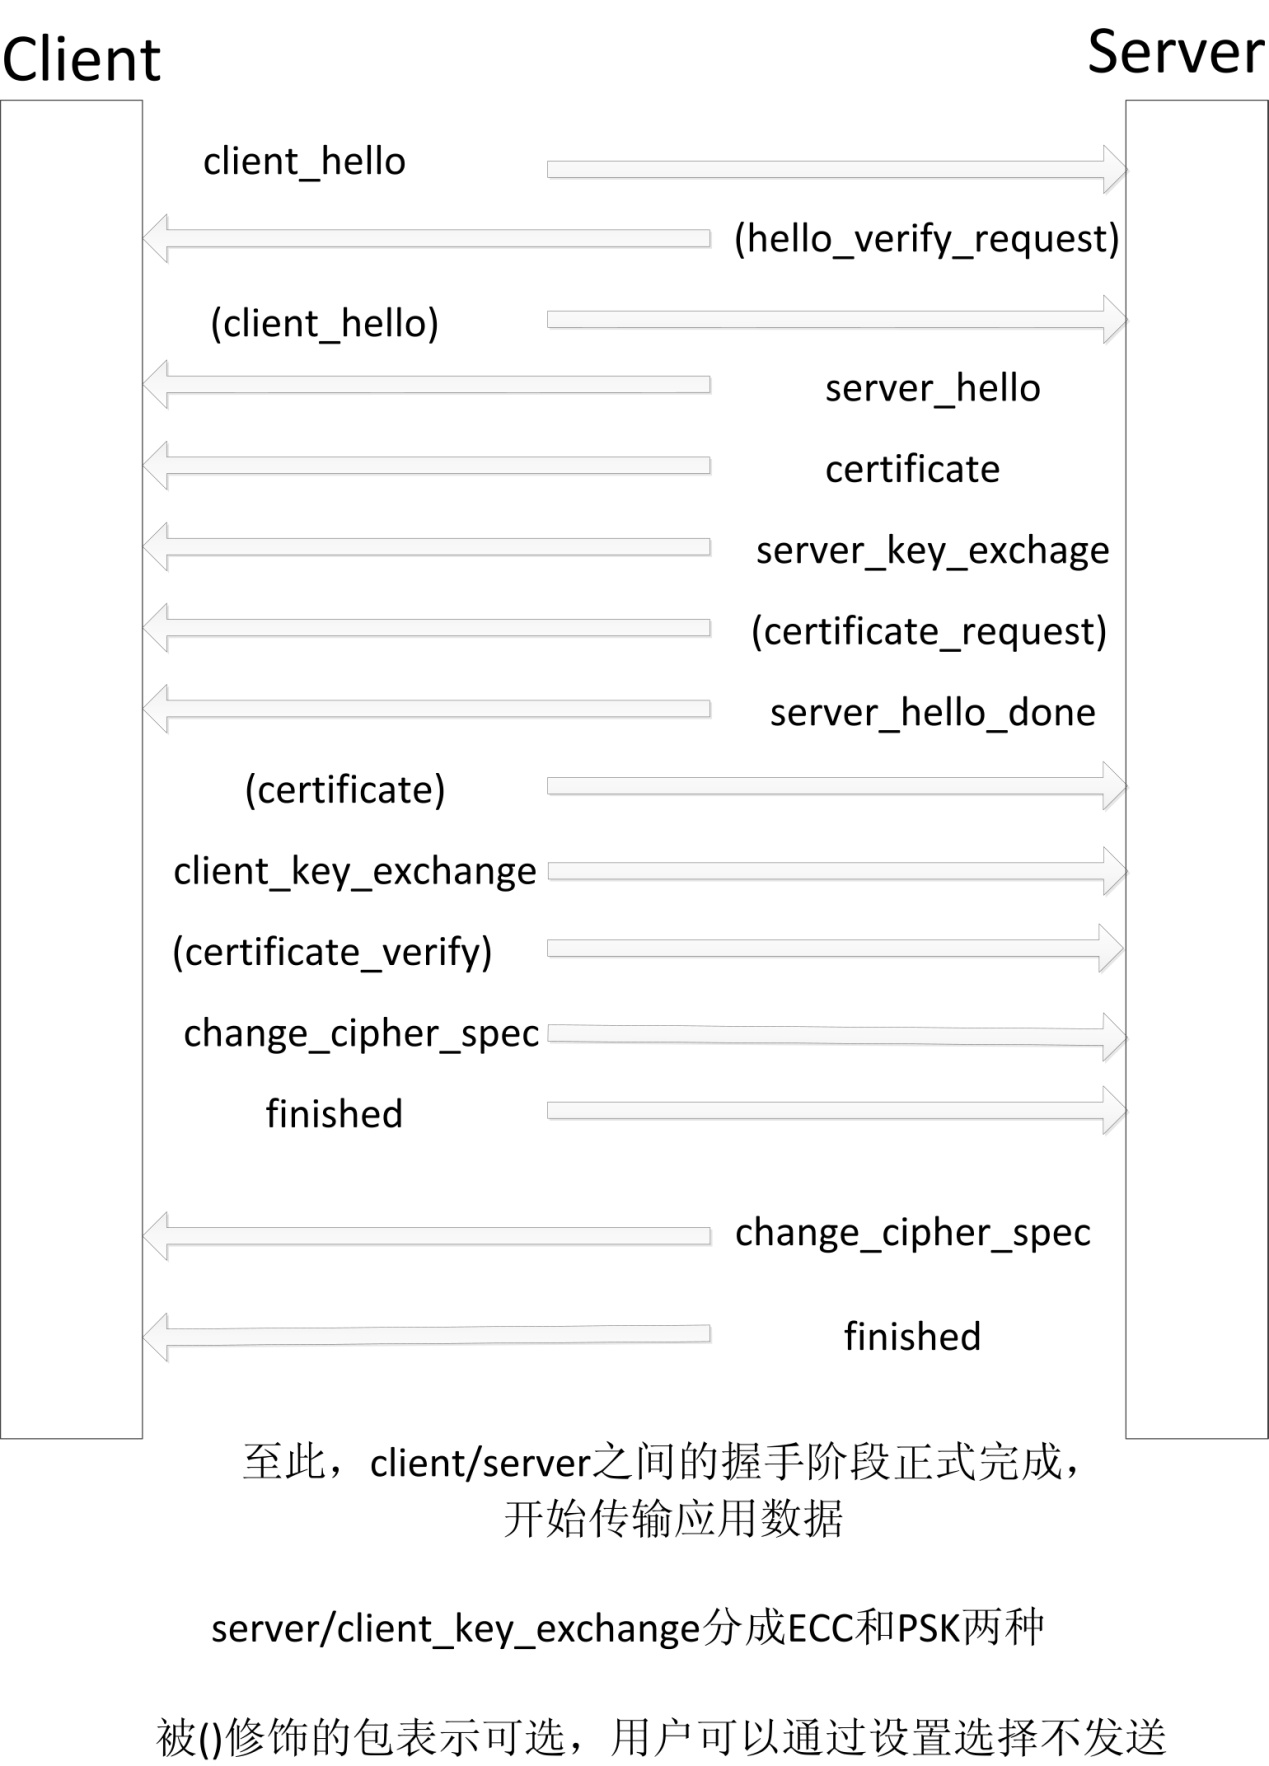 Client
Server
client_hello
(hello_verify_request)
(client_hello)
server_hello
certificate
server_key_exchage
(certificate_request)
server_hello_done
(certificate)
client_key_exchange
(certificate_verify)
change_cipher_spec
finished
change_cipher_spec
finished
至此，client/server之间的握手阶段正式完成，
开始传输应用数据
server/client_key_exchange分成ECC和PSK两种
被()修饰的包表示可选，用户可以通过设置选择不发送